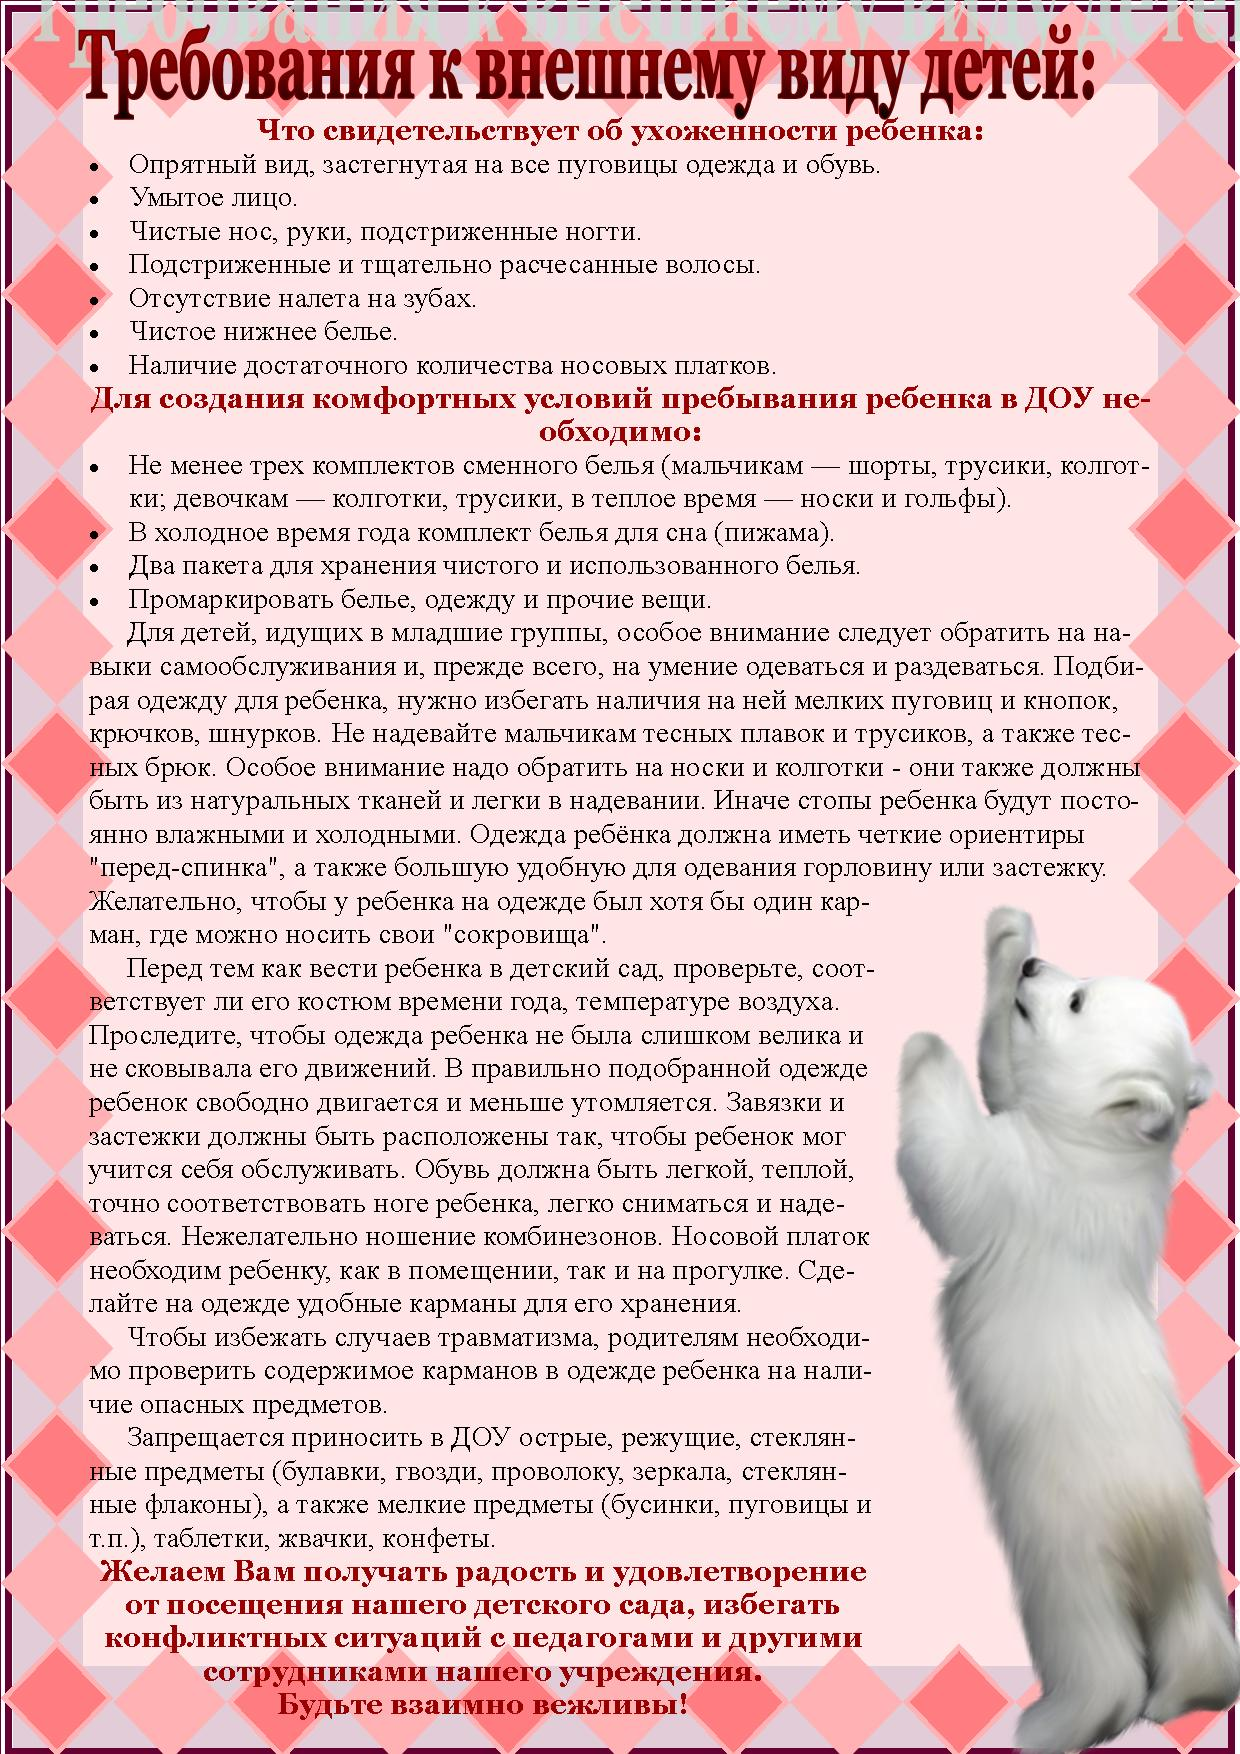 Требования к внешнему виду детей:
Что свидетельствует об ухоженности ребенка:
• Опрятный вид, застегнутая на все пуговицы одежда и обувь.
• Умытое лицо.
• Чистые нос, руки, подстриженные ногти.
• Подстриженные и тщательно расчесанные волосы.
• Отсутствие налета на зубах.
• Чистое нижнее белье.
• Наличие достаточного количества носовых платков.
Для создания комфортных условий пребывания ребенка в ДОУ не-
обходимо:
• Не менее трех комплектов сменного белья (мальчикам — шорты, трусики, колгот-
ки; девочкам — колготки, трусики, в теплое время — носки и гольфы).
• В холодное время года комплект белья для сна (пижама).
• Два пакета для хранения чистого и использованного белья.
• Промаркировать белье, одежду и прочие вещи.
Для детей, идущих в младшие группы, особое внимание следует обратить на на-
выки самообслуживания и, прежде всего, на умение одеваться и раздеваться. Подби-
рая одежду для ребенка, нужно избегать наличия на ней мелких пуговиц и кнопок,
крючков, шнурков. Не надевайте мальчикам тесных плавок и трусиков, а также тес-
ных брюк. Особое внимание надо обратить на носки и колготки - они также должны
быть из натуральных тканей и легки в надевании. Иначе стопы ребенка будут посто-
янно влажными и холодными. Одежда ребёнка должна иметь четкие ориентиры
"перед-спинка", а также большую удобную для одевания горловину или застежку.
Желательно, чтобы у ребенка на одежде был хотя бы один кар-
ман, где можно носить свои "сокровища".
Перед тем как вести ребенка в детский сад, проверьте, соот-
ветствует ли его костюм времени года, температуре воздуха.
Проследите, чтобы одежда ребенка не была слишком велика и
не сковывала его движений. В правильно подобранной одежде
ребенок свободно двигается и меньше утомляется. Завязки и
застежки должны быть расположены так, чтобы ребенок мог
учится себя обслуживать. Обувь должна быть легкой, теплой,
точно соответствовать ноге ребенка, легко сниматься и наде-
ваться. Нежелательно ношение комбинезонов. Носовой платок
необходим ребенку, как в помещении, так и на прогулке. Сде-
лайте на одежде удобные карманы для его хранения.
Чтобы избежать случаев травматизма, родителям необходи-
мо проверить содержимое карманов в одежде ребенка на нали-
чие опасных предметов.
Запрещается приносить в ДОУ острые, режущие, стеклян-
ные предметы (булавки, гвозди, проволоку, зеркала, стеклян-
ные флаконы), а также мелкие предметы (бусинки, пуговицы и
т.п.), таблетки, жвачки, конфеты.
Желаем Вам получать радость и удовлетворение
от посещения нашего детского сада, избегать
конфликтных ситуаций с педагогами и другими
сотрудниками нашего учреждения.
Будьте взаимно вежливы!